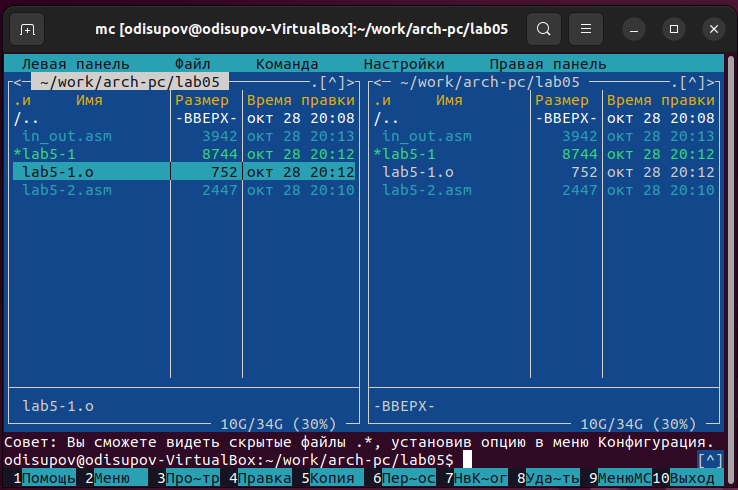 mc [odisupov@odisupov-VirtualBox]:~/work/arch-pc/lab05
Левая панель Файл Команда Настройки Правая панель
<─ ~/work/arch-pc/lab05 .[^]> <─ ~/work/arch-pc/lab05 .[^]>
.и Имя Размер Время правки .и Имя Размер Время правки
/.. -ВВЕРХ- окт 28 20:08 /.. -ВВЕРХ- окт 28 20:08
in_out.asm 3942 окт 28 20:13 in_out.asm 3942 окт 28 20:13
*lab5-1 8744 окт 28 20:12 *lab5-1 8744 окт 28 20:12
lab5-1.o 752 окт 28 20:12 lab5-1.o 752 окт 28 20:12
lab5-2.asm 2447 окт 28 20:10 lab5-2.asm 2447 окт 28 20:10
lab5-1.o -ВВЕРХ-
10G/34G (30%) 10G/34G (30%)
Совет: Вы сможете видеть скрытые файлы .*, установив опцию в меню Конфигурация.
odisupov@odisupov-VirtualBox:~/work/arch-pc/lab05$ [^]
1Помощь 2Меню 3Про~тр 4Правка 5Копия 6Пер~ос 7НвК~ог 8Уда~ть 9МенюMC 10Выход